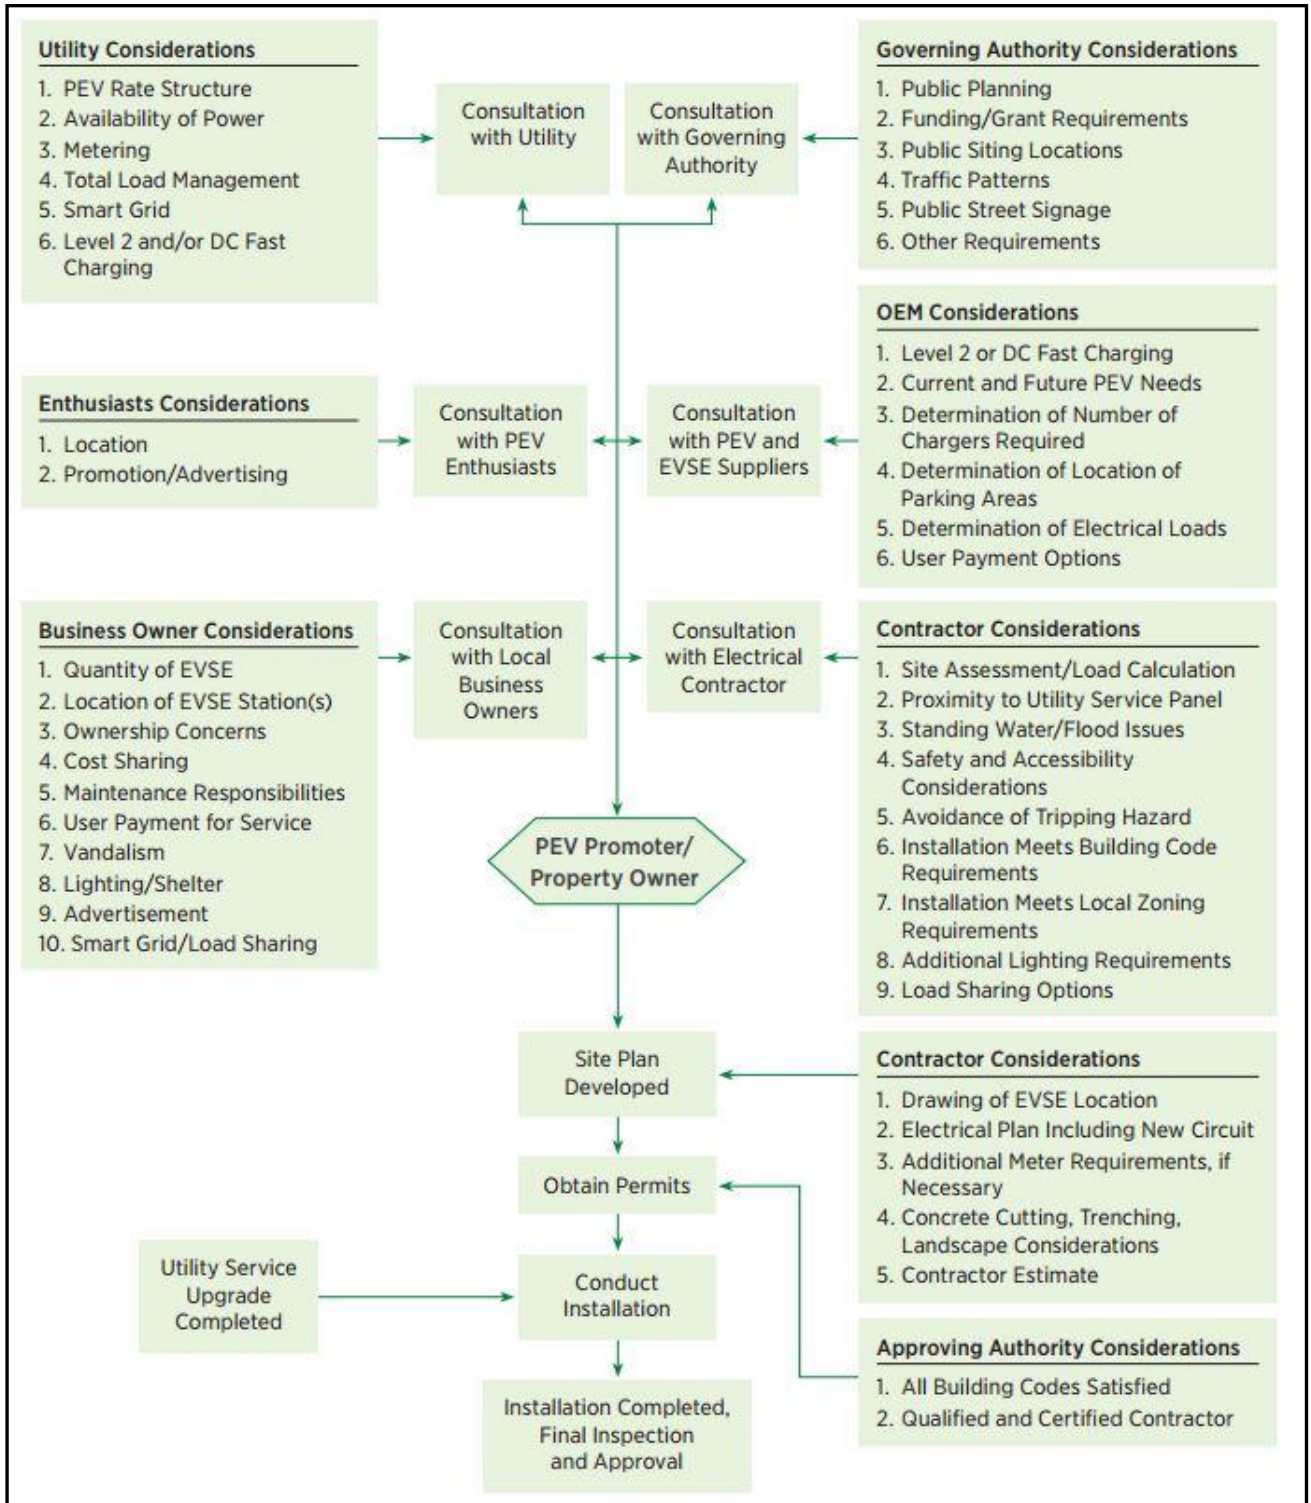 Utility Considerations
1. PEV Rate Structure
2. Availability of Power
3. Metering
4. Total Load Management
5. Smart Grid
6. Level 2 and/or DC Fast
Charging
Consultation
with Utility
Consultation
with Governing
Authority
Governing Authority Considerations
1. Public Planning
2. Funding/Grant Requirements
3. Public Siting Locations
4. Traffic Patterns
5. Public Street Signage
6. Other Requirements
Enthusiasts Considerations
1. Location
2. Promotion/Advertising
Consultation
with PEV
Enthusiasts
Consultation
with PEV and
EVSE Suppliers
OEM Considerations
1. Level 2 or DC Fast Charging
2. Current and Future PEV Needs
3. Determination of Number of
Chargers Required
4. Determination of Location of
Parking Areas
5. Determination of Electrical Loads
6. User Payment Options
Business Owner Considerations
1. Quantity of EVSE
2. Location of EVSE Station(s)
3. Ownership Concerns
4. Cost Sharing
5. Maintenance Responsibilities
6. User Payment for Service
7. Vandalism
8. Lighting/Shelter
9. Advertisement
10. Smart Grid/Load Sharing
Consultation
with Local
Business
Owners
Consultation
with Electrical
Contractor
Contractor Considerations
1. Site Assessment/Load Calculation
2. Proximity to Utility Service Panel
3. Standing Water/Flood Issues
4. Safety and Accessibility
Considerations
5. Avoidance of Tripping Hazard
6. Installation Meets Building Code
Requirements
7. Installation Meets Local Zoning
Requirements
8. Additional Lighting Requirements
9. Load Sharing Options
PEV Promoter/
Property Owner
Site Plan
Developed
Contractor Considerations
1. Drawing of EVSE Location
2. Electrical Plan Including New Circuit
3. Additional Meter Requirements, if
Necessary
4. Concrete Cutting, Trenching,
Landscape Considerations
5. Contractor Estimate
Obtain Permits
Utility Service
Upgrade
Completed
Conduct
Installation
Approving Authority Considerations
1. All Building Codes Satisfied
2. Qualified and Certified Contractor
Installation Completed,
Final Inspection
and Approval